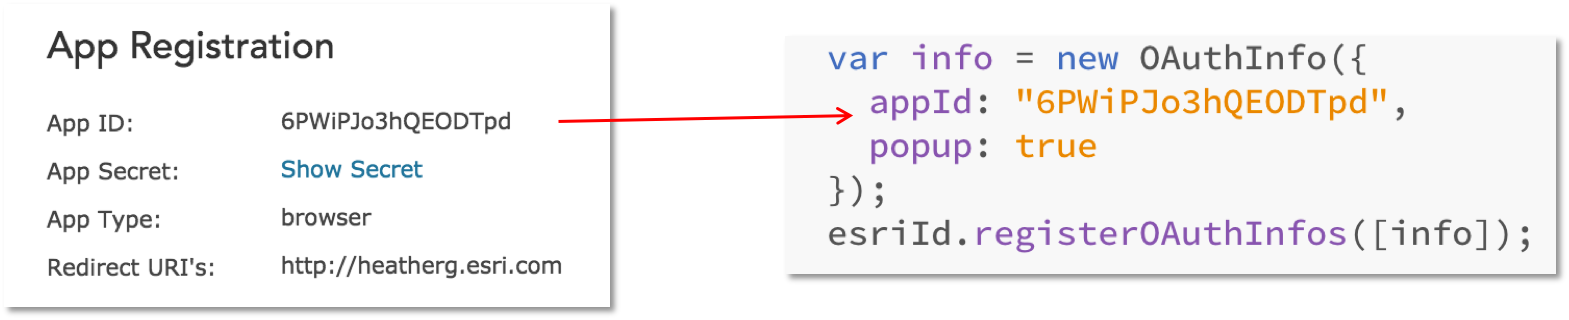 App Registration
App ID: 6PWiPJo3hQEODTpd
App Secret: Show Secret
App Type: browser
Redirect URI's: http://heatherg.esri.com
var info = new OAuthInfo({
  appId: "6PWiPJo3hQEODTpd",
  popup: true
});
esriId.registerOAuthInfos([info]);